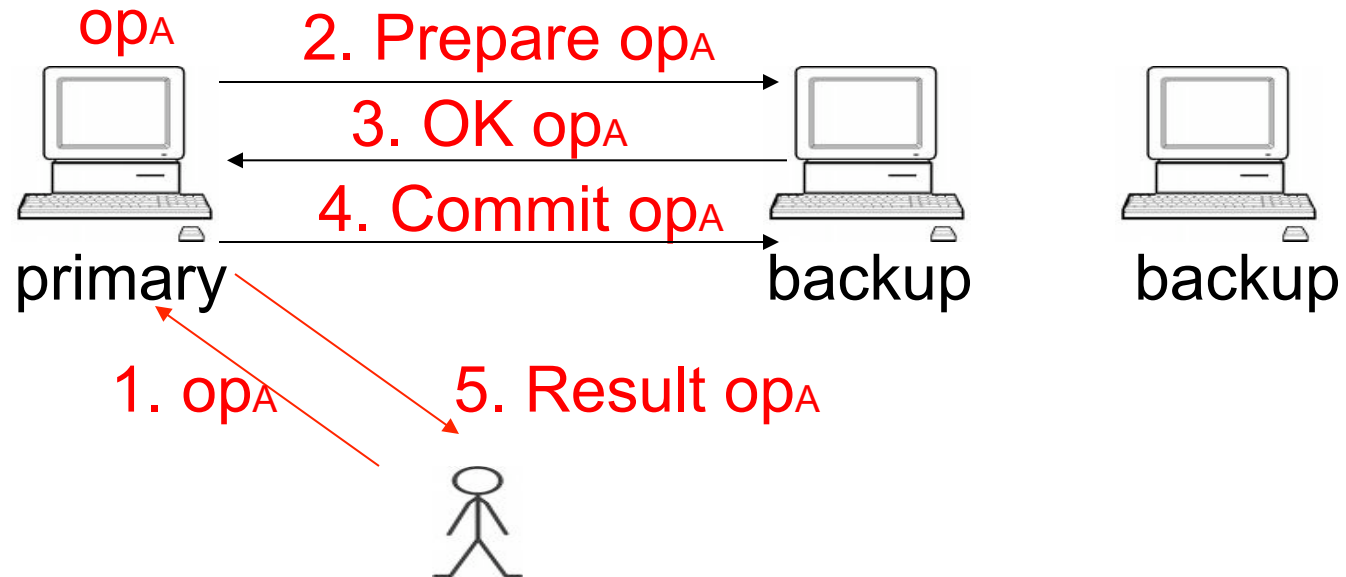 opA
2. Prepare opA
3. OK opA
4. Commit opA
primary
backup
backup
1. opA
5. Result opA